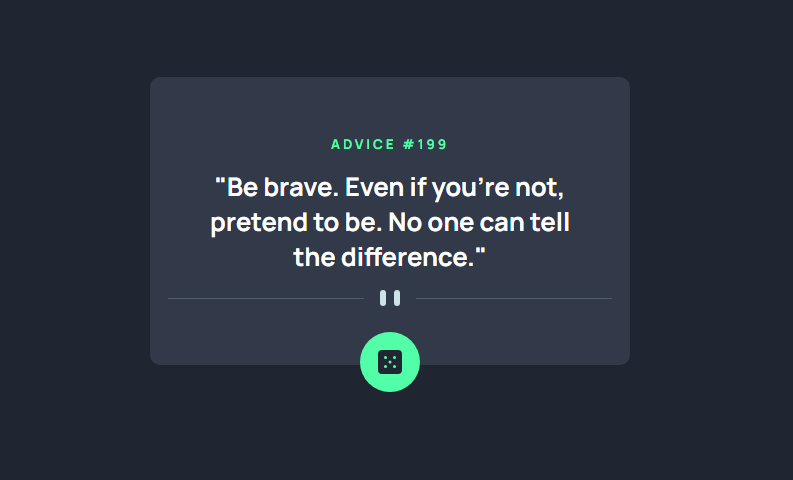 ADVICE #199
"Be brave. Even if you’re not,
pretend to be. No one can tell
the difference."